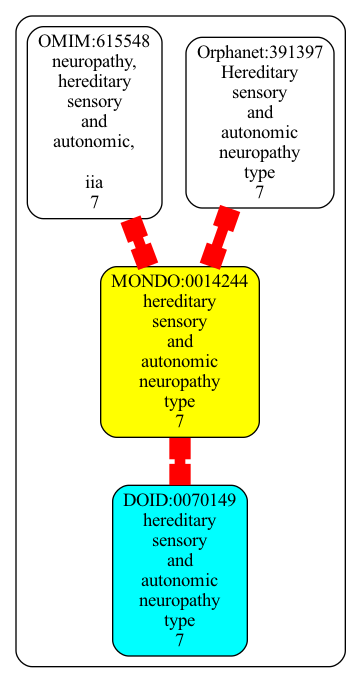 OMIM:615548
neuropathy,
hereditary
sensory
and
autonomic,
iia
7
Orphanet:391397
Hereditary
sensory
and
autonomic
neuropathy
type
7
MONDO:0014244
hereditary
sensory
and
autonomic
neuropathy
type
7
DOID:0070149
hereditary
sensory
and
autonomic
neuropathy
type
7